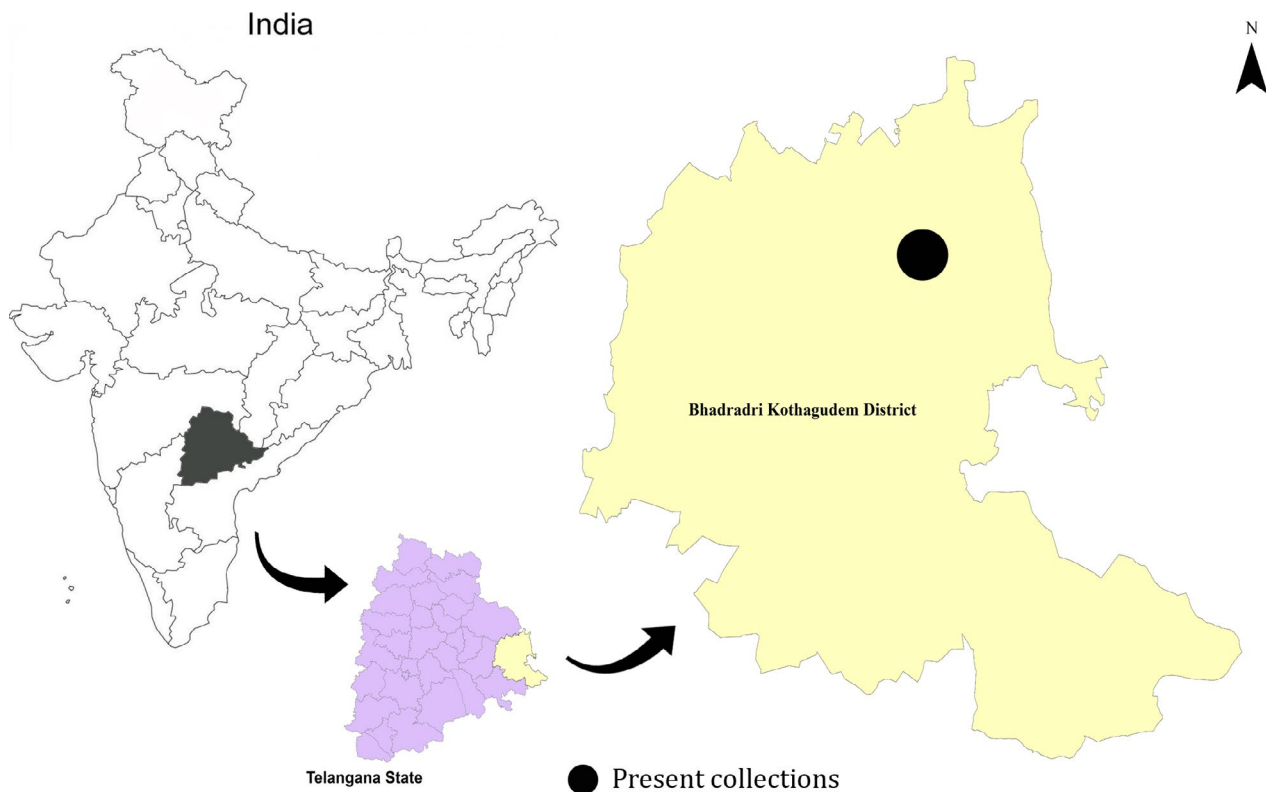 India
N
Bhadradri Kothagudem District
Telangana State
Present collections